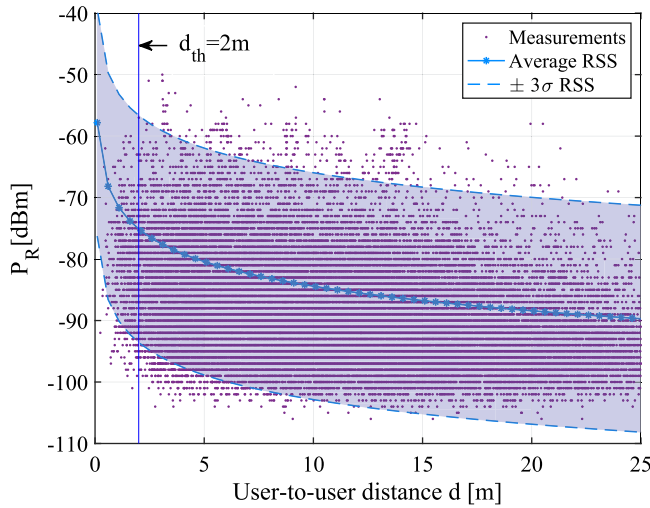 -40
-50
-60
-70
-80
-90
-100
-110
P_R [dBm]
d_th=2m
Measurements
Average RSS
± 3σ RSS
0
5
10
15
20
25
User-to-user distance d [m]